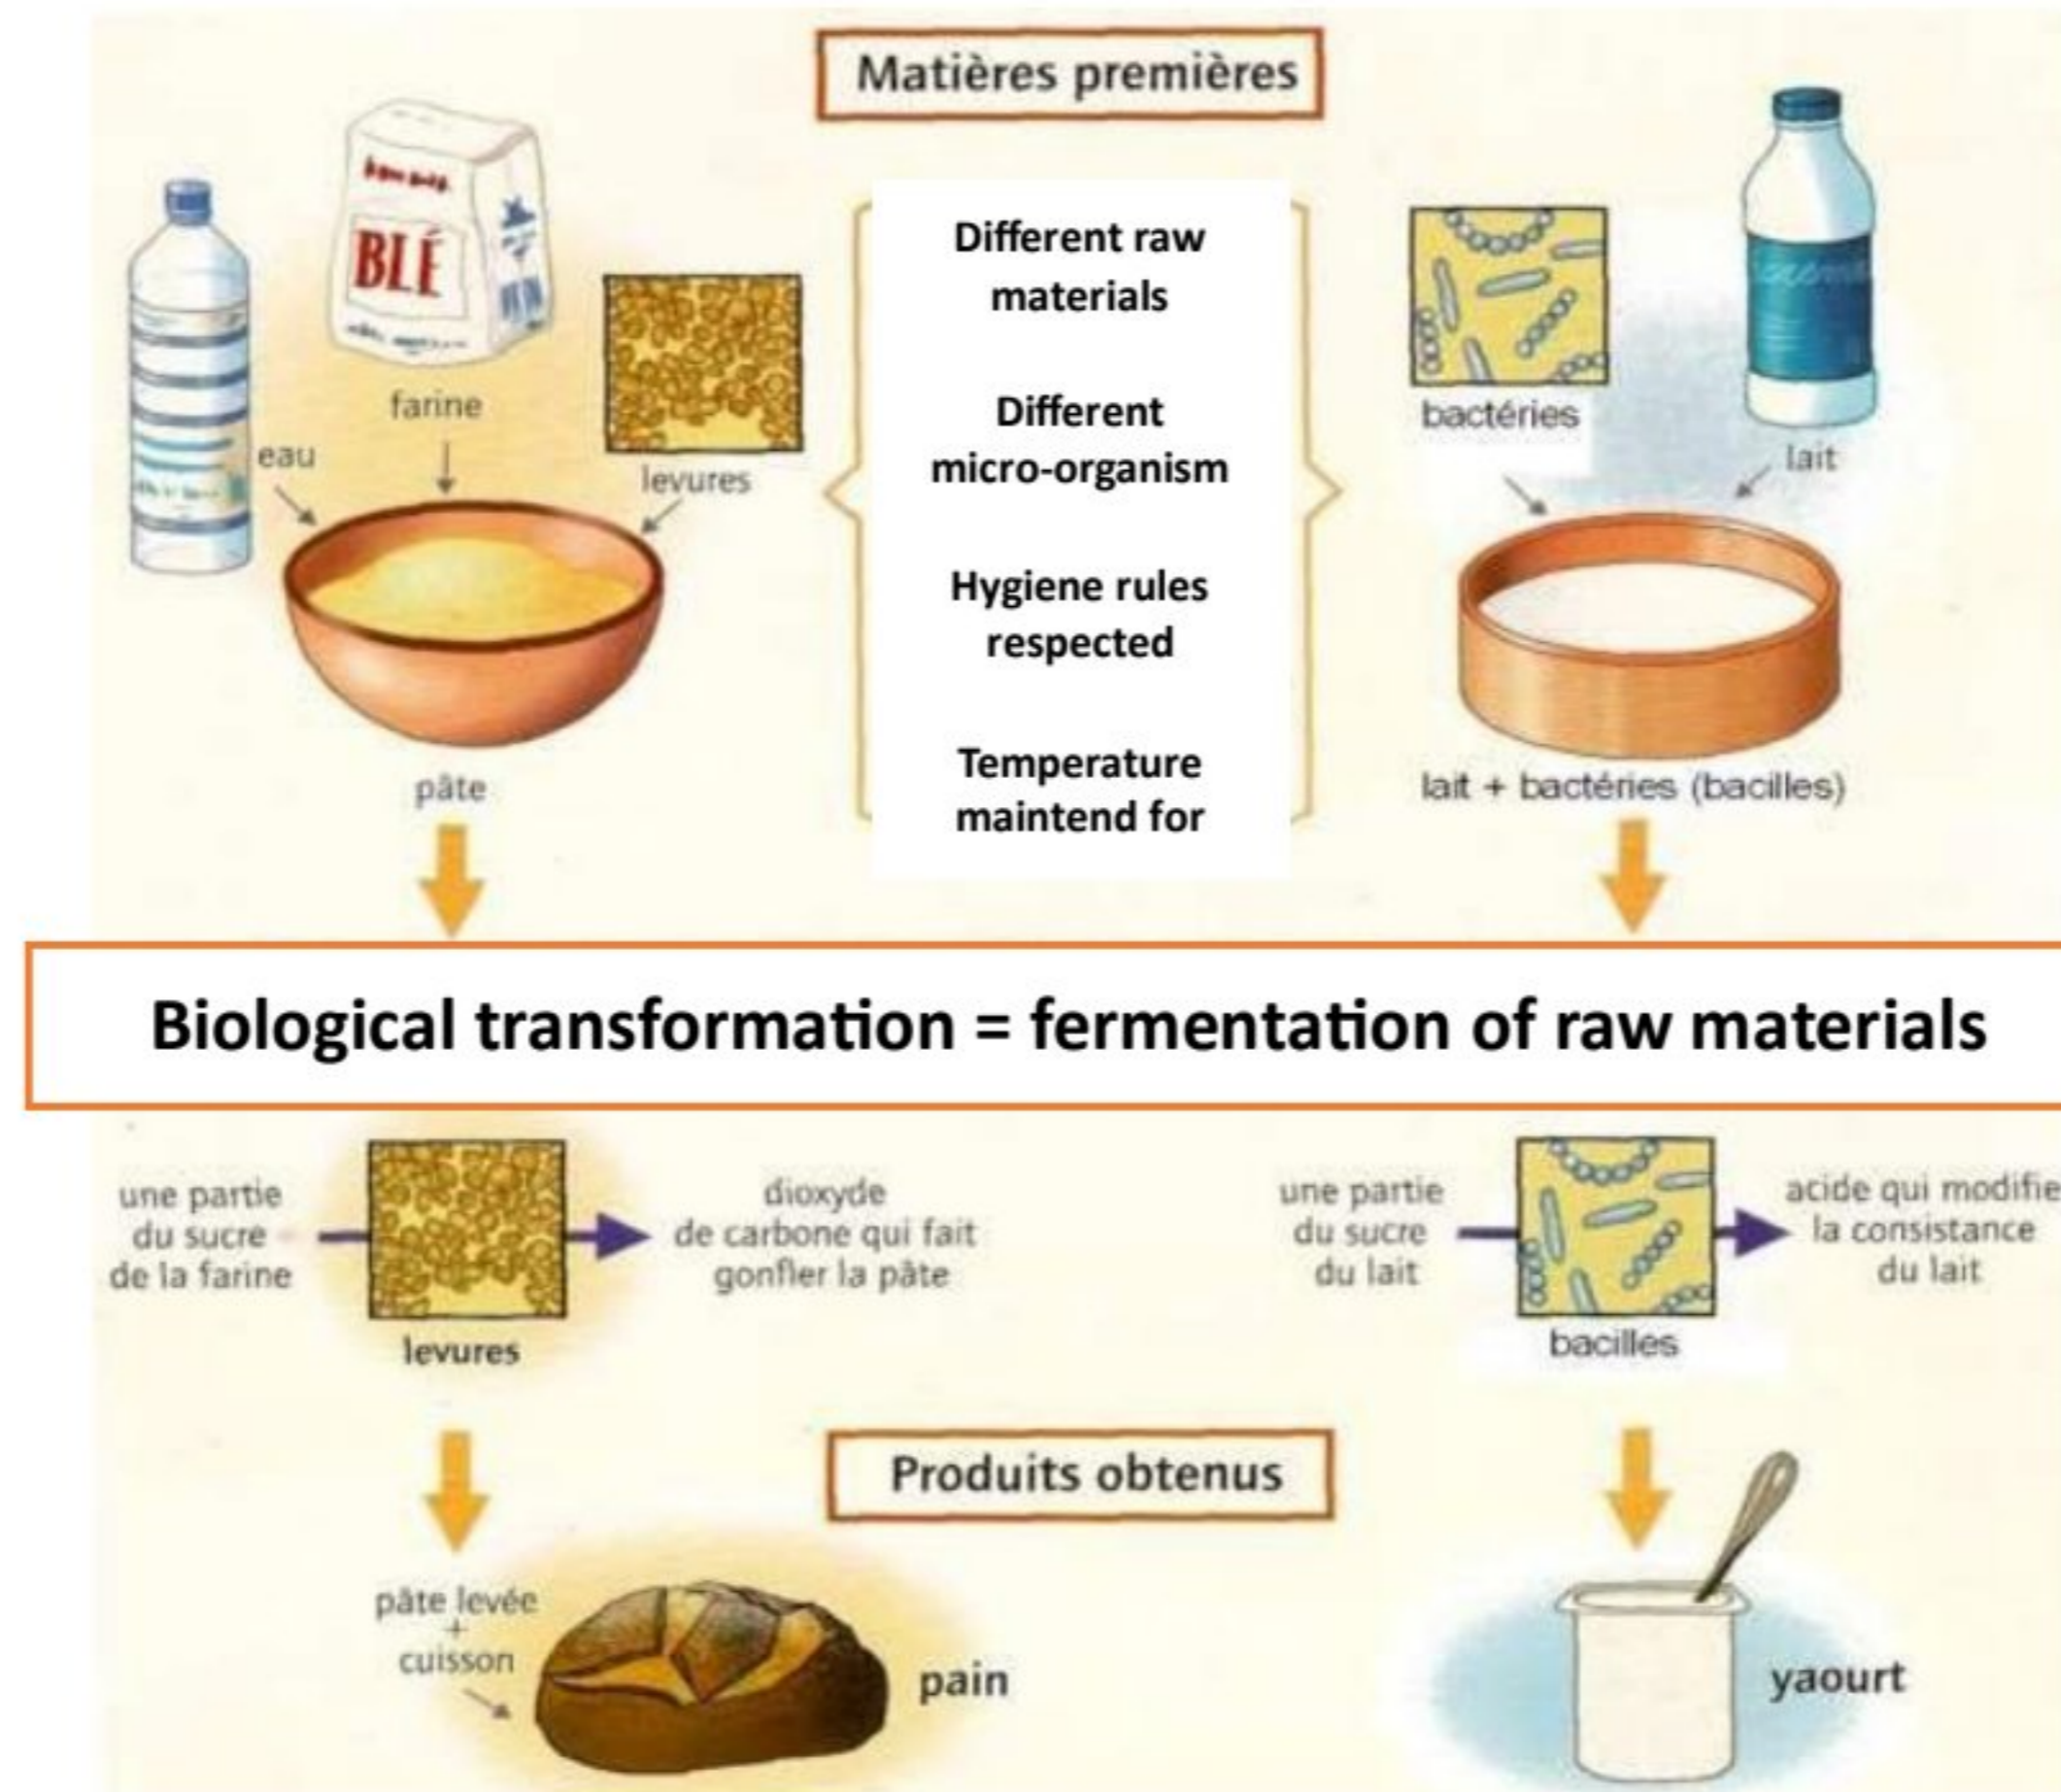 Matières premières
BLÉ
farine
eau
levures
pâte
Different raw
materials
Different
micro-organism
Hygiene rules
respected
Temperature
maintend for
bactéries
lait
lait + bactéries (bacilles)
Biological transformation = fermentation of raw materials
une partie
du sucre
de la farine
levures
dioxyde
de carbone qui fait
gonfler la pâte
une partie
du sucre
du lait
bacilles
acide qui modifie
la consistance
du lait
Produits obtenus
pâte levée
+
cuisson
pain
yaourt